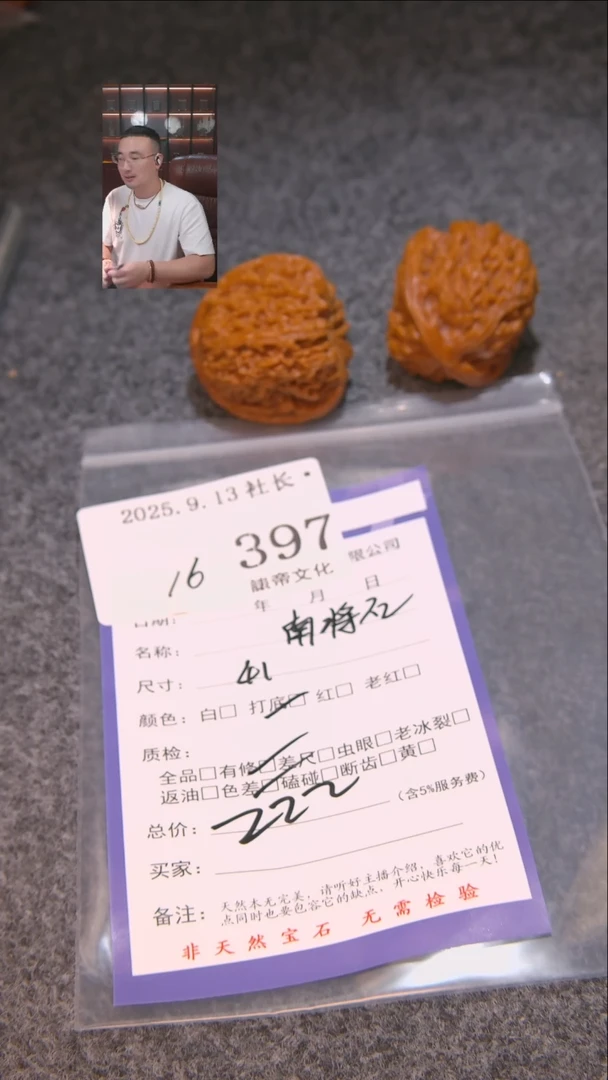 2025.9.13社长
397
16
限公司
帝文化
年 月 日
日期：
名称： 南将石
尺寸： 41
颜色：白□ 打底□ 红□ 老红□
质检：
全品□有修□差尺□虫眼□老冰裂□
返油□色差□磕碰□断齿□黄□
总价： 222 （含5%服务费）
买家：
备注： 天然木无完美，请听好主播介绍，喜欢它的优
点同时也要包容它的缺点，开心快乐每一天！
非天然宝石 无需检验